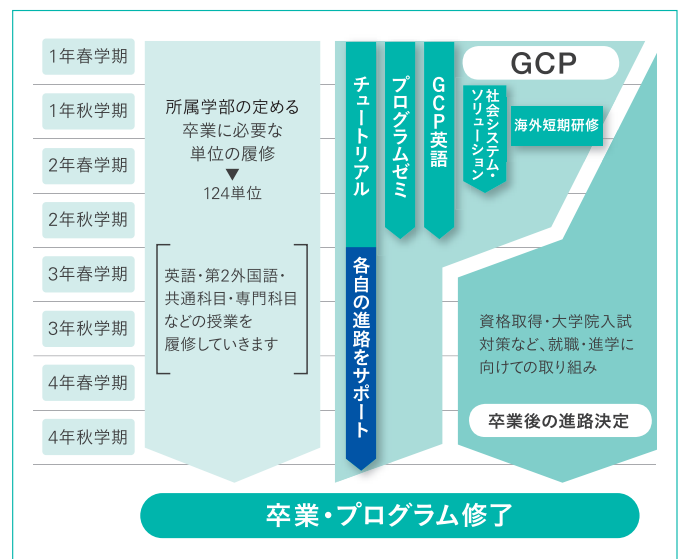 1年春学期
1年秋学期
2年春学期
2年秋学期
3年春学期
3年秋学期
4年春学期
4年秋学期
所属学部の定める
卒業に必要な
単位の履修
▼
124単位
英語・第2外国語・
共通科目・専門科目
などの授業を
履修していきます
GCP
チュートリアル
各自の進路をサポート
プログラムゼミ
GCP英語
社会システム・
ソリューション
海外短期研修
資格取得・大学院入試
対策など、就職・進学に
向けての取り組み
卒業後の進路決定
卒業・プログラム修了